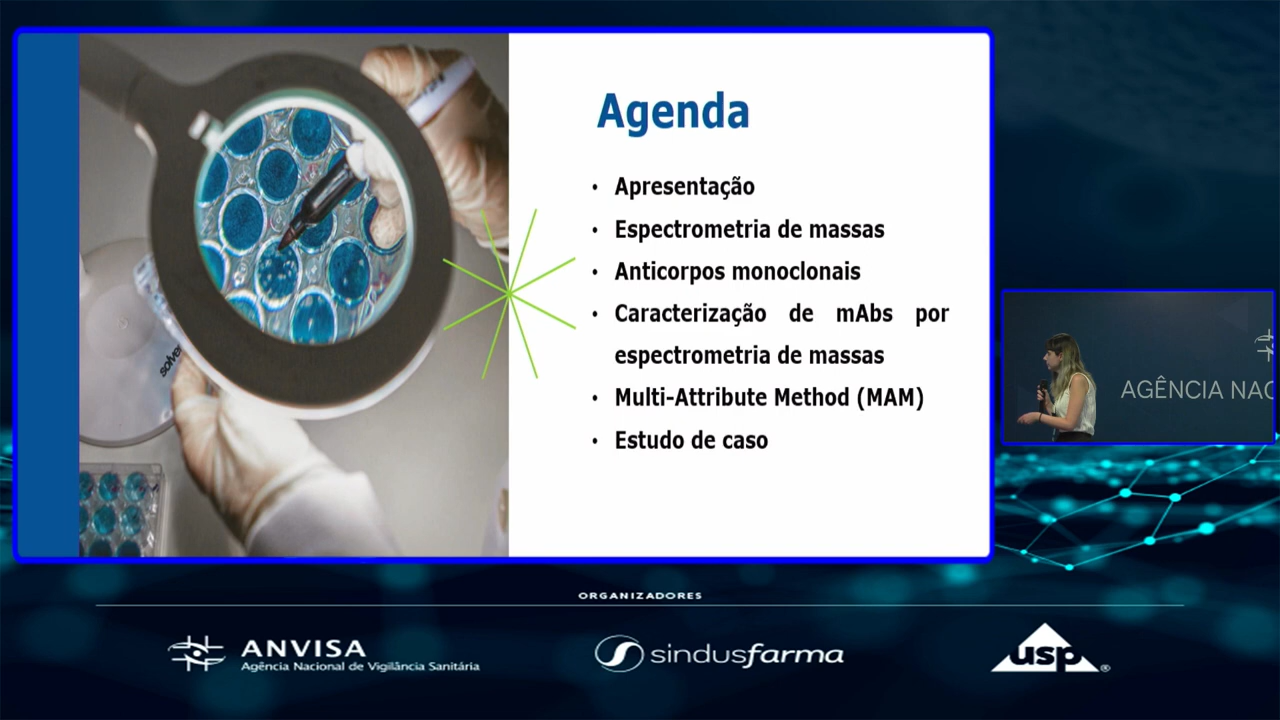 Agenda
• Apresentação
• Espectrometria de massas
• Anticorpos monoclonais
• Caracterização de mAbs por
espectrometria de massas
• Multi-Attribute Method (MAM)
• Estudo de caso
solve
AGÊNCIA NAC
ORGANIZADORES
ANVISA
Agência Nacional de Vigilância Sanitária
sindusfarma
usp®